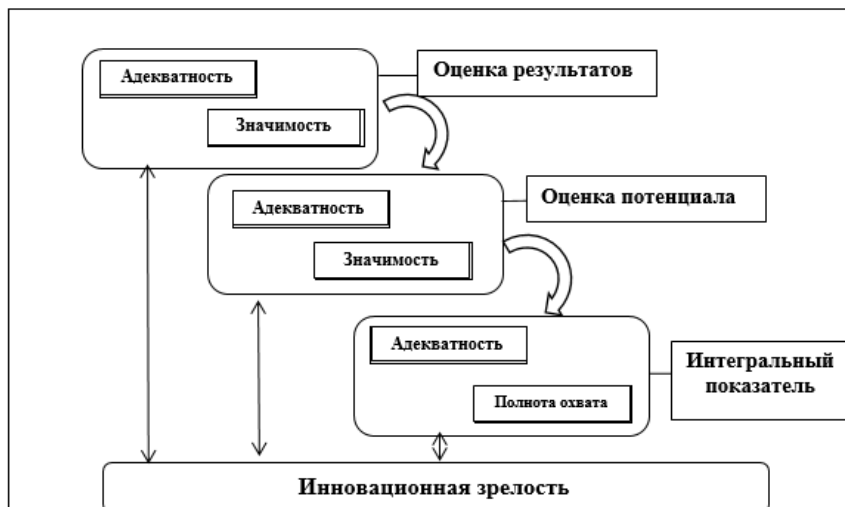 Адекватность
Оценка результатов
Значимость
Адекватность
Оценка потенциала
Значимость
Адекватность
Интегральный
показатель
Полнота охвата
Инновационная зрелость